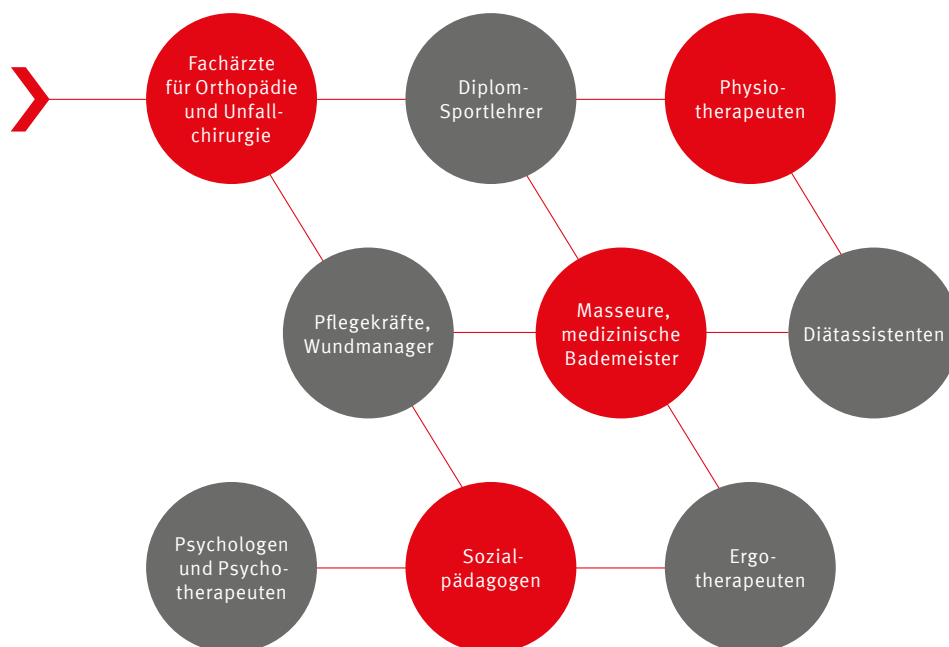 Fachärzte
für Orthopädie
und Unfall-
chirurgie
Diplom-
Sportlehrer
Physio-
therapeuten
Pflegekräfte,
Wundmanager
Masseure,
medizinische
Bademeister
Diätassistenten
Psychologen
und Psycho-
therapeuten
Sozial-
pädagogen
Ergo-
therapeuten